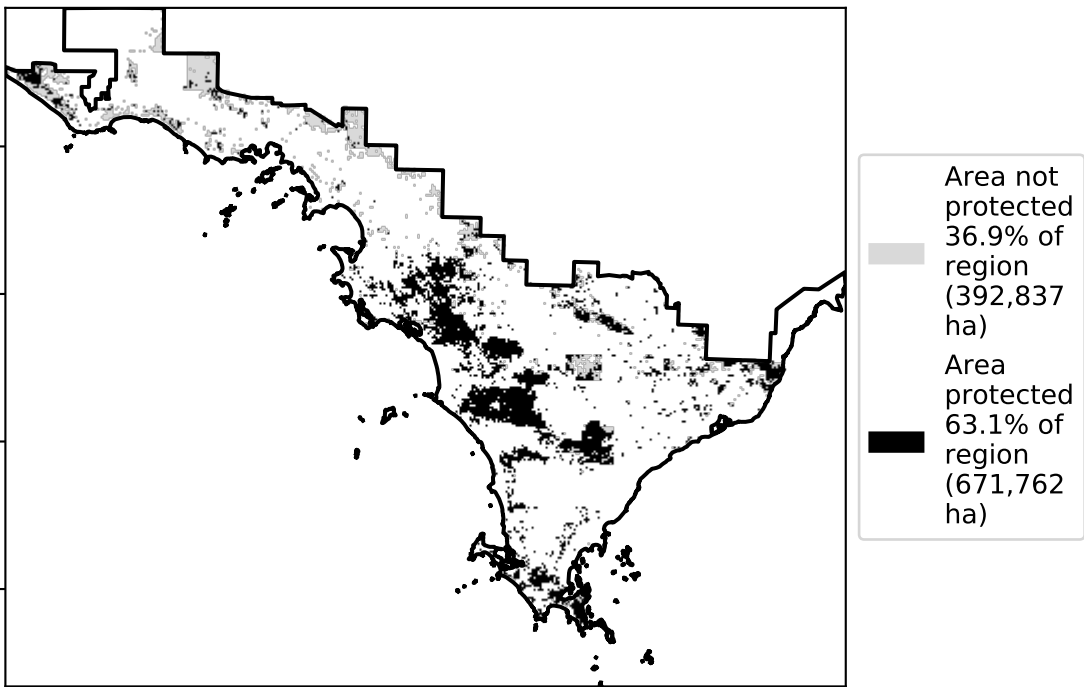 Area not
protected
36.9% of
region
(392,837
ha)
Area
protected
63.1% of
region
(671,762
ha)